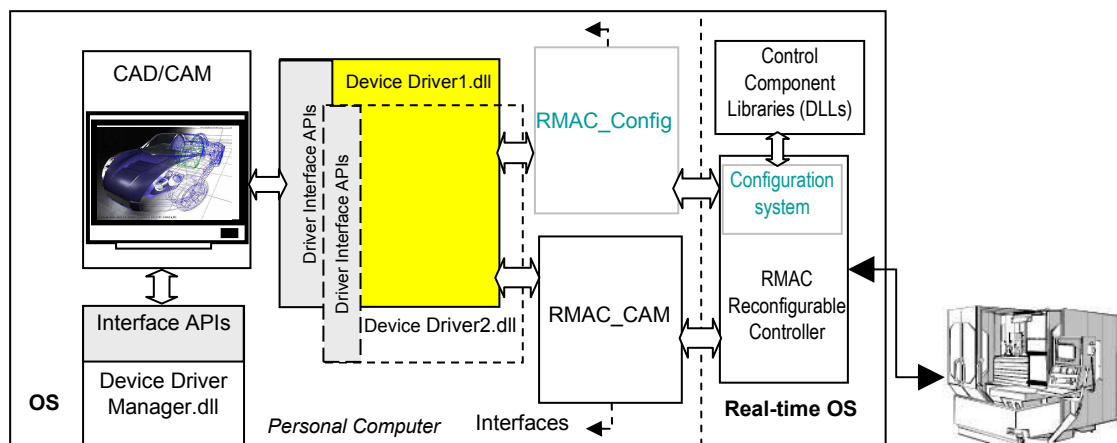 CAD/CAM
Interface APIs
Device Driver
Manager.dll
OS
Driver Interface APIs
Driver Interface APIs
Device Driver1.dll
Device Driver2.dll
Personal Computer
Interfaces
RMAC_Config
RMAC_CAM
Control
Component
Libraries (DLLs)
Configuration
system
RMAC
Reconfigurable
Controller
Real-time OS